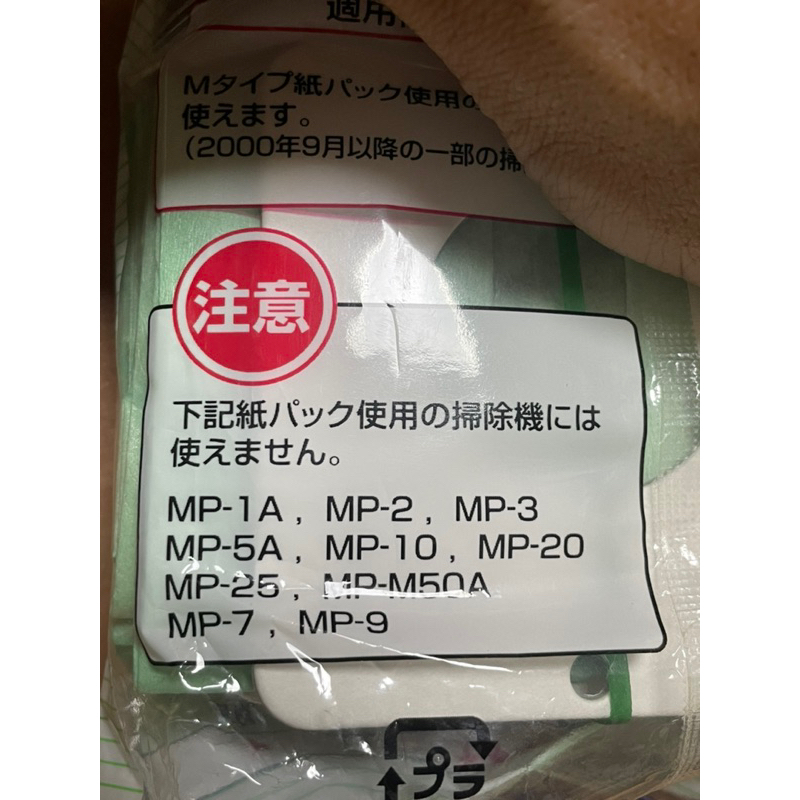 適用
Mタイプ紙パック使用の
使えます。
(2000年9月以降の一部の掃
注意
下記紙パック使用の掃除機には
使えません。
MP-1A , MP-2 , MP-3
MP-5A , MP-10 , MP-20
MP-25 , MP-M50A
MP-7 , MP-9
プラ